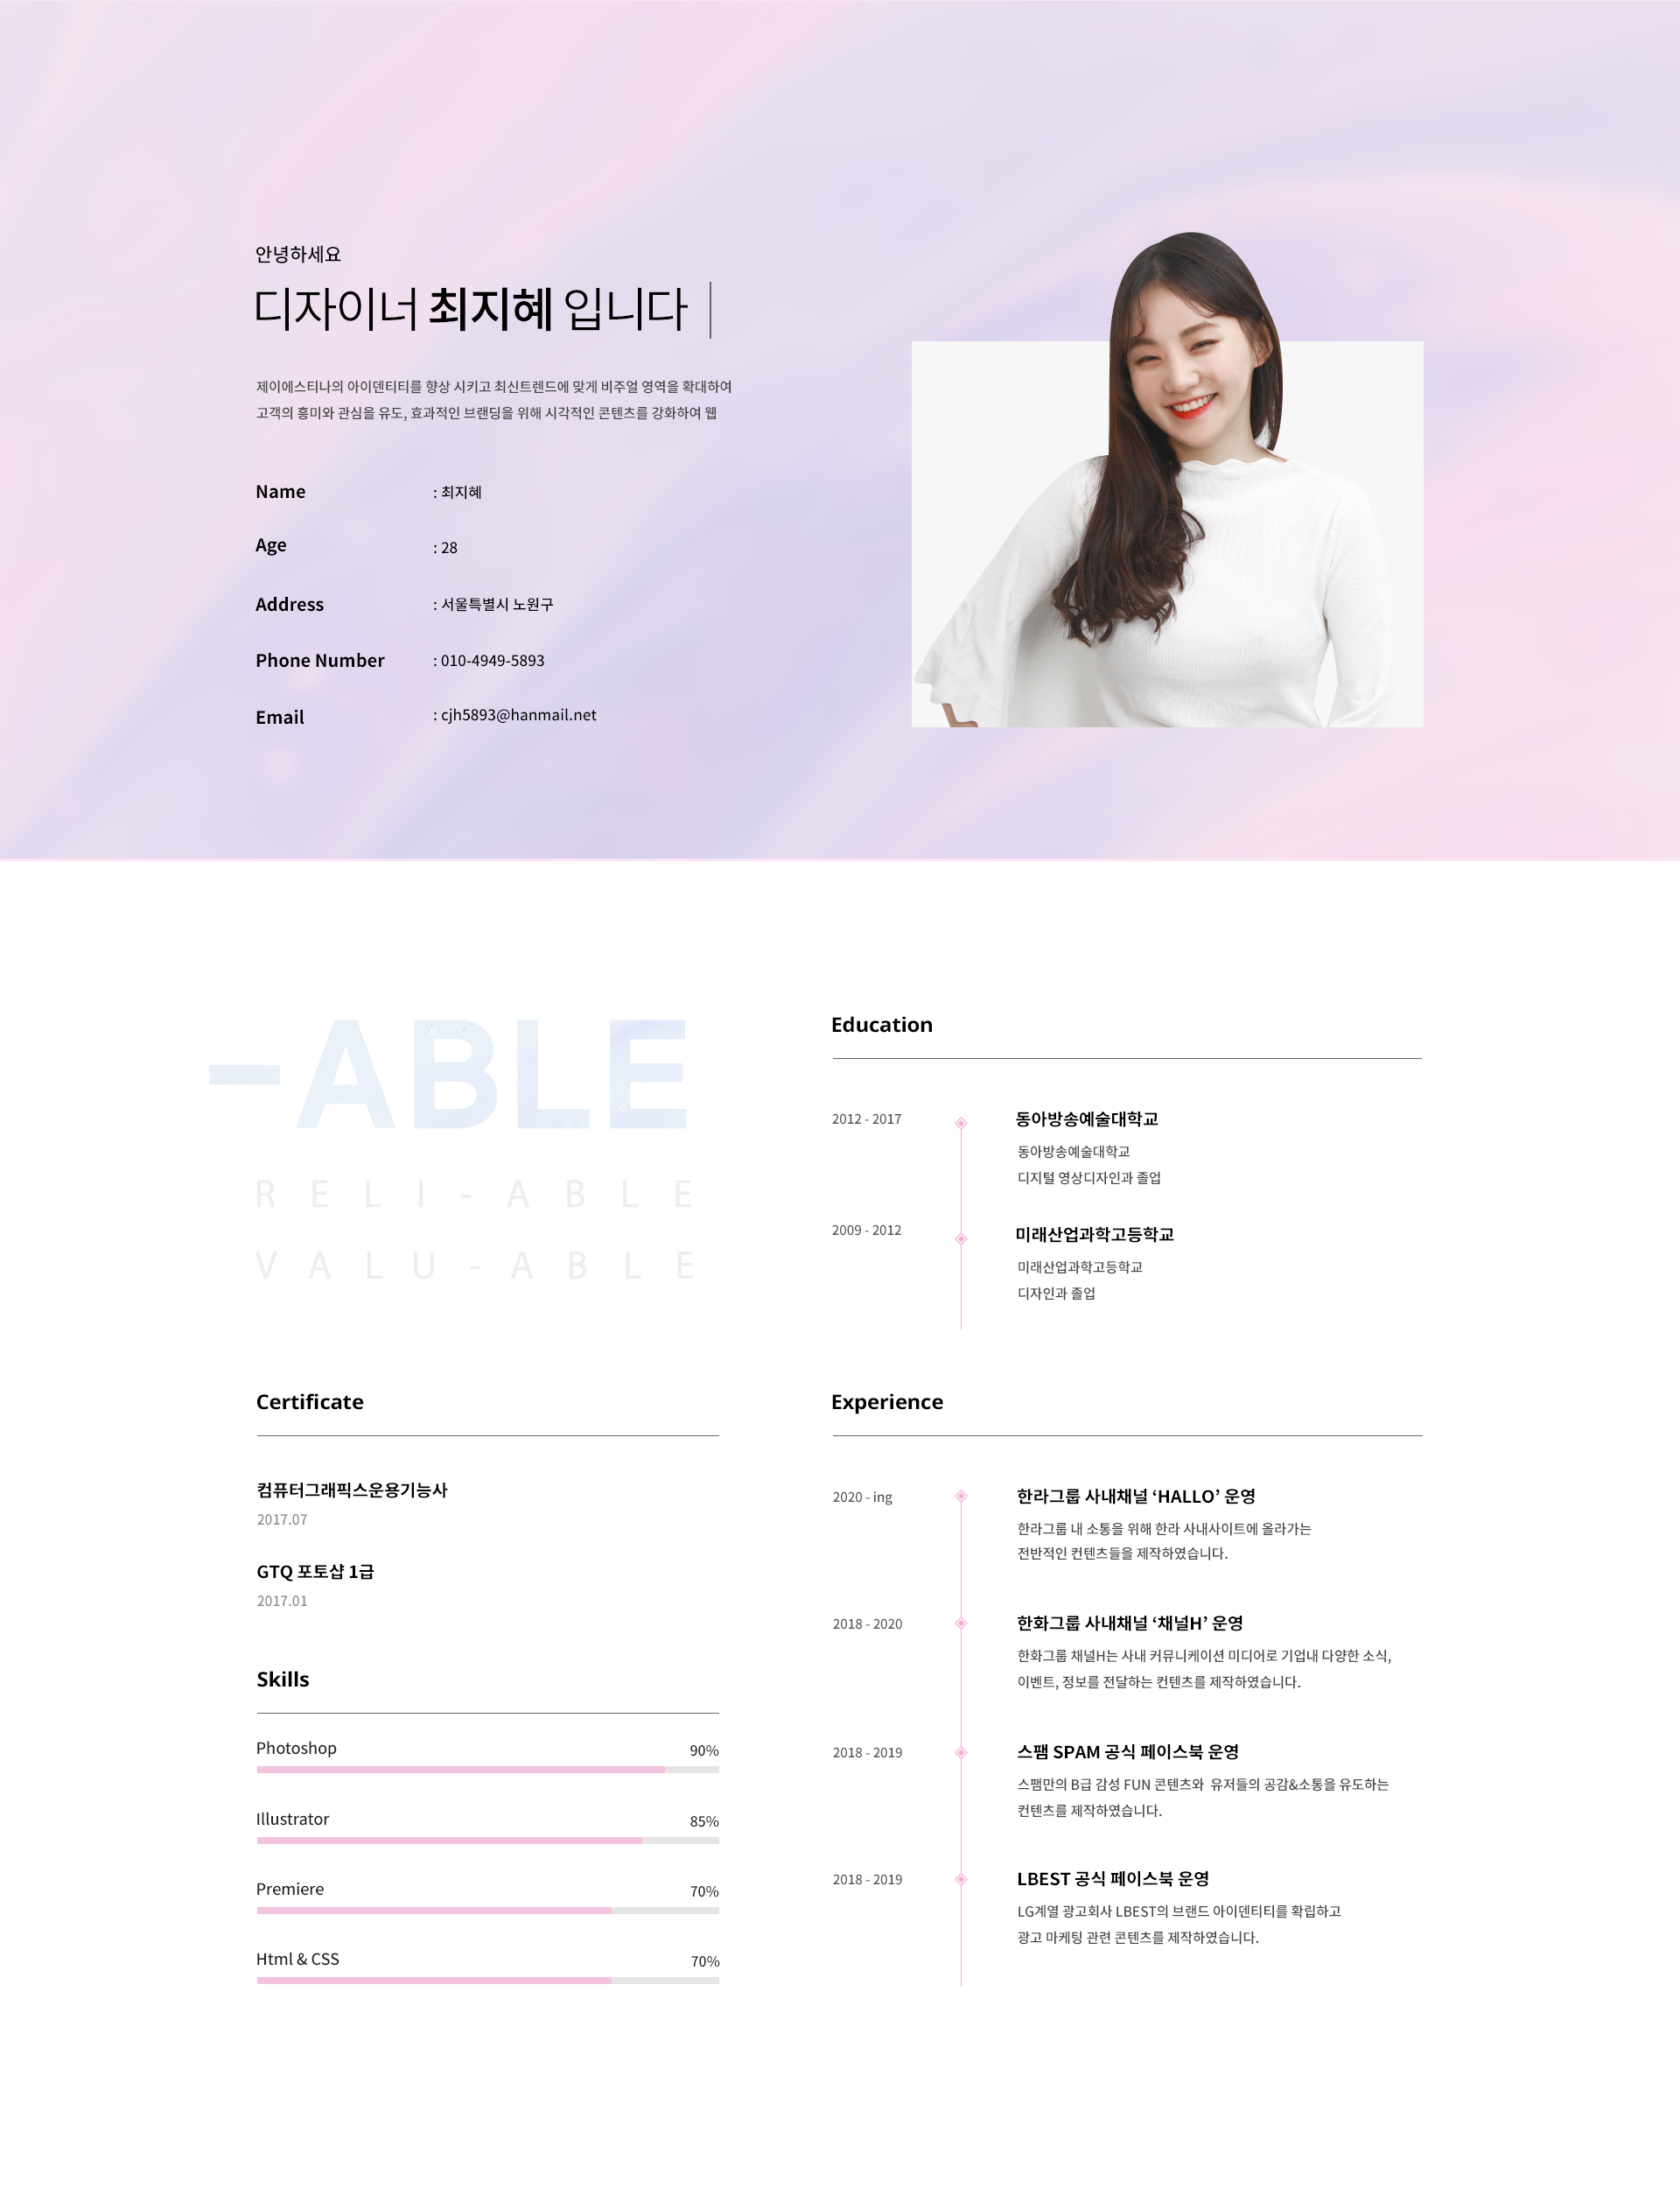 안녕하세요
디자이너 최지혜 입니다
제이에스티나의 아이덴티티를 향상 시키고 최신트렌드에 맞게 비주얼 영역을 확대하여
고객의 흥미와 관심을 유도, 효과적인 브랜딩을 위해 시각적인 콘텐츠를 강화하여 웹
Name : 최지혜
Age : 28
Address : 서울특별시 노원구
Phone Number : 010-4949-5893
Email : cjh5893@hanmail.net
-ABLE
RELI-ABLE
VALU-ABLE
Education
2012 - 2017 동아방송예술대학교
동아방송예술대학교
디지털 영상디자인과 졸업
2009 - 2012 미래산업과학고등학교
미래산업과학고등학교
디자인과 졸업
Certificate
컴퓨터그래픽스운용기능사
2017.07
GTQ 포토샵 1급
2017.01
Skills
Photoshop 90%
Illustrator 85%
Premiere 70%
Html & CSS 70%
Experience
2020 - ing 한라그룹 사내채널 ‘HALLO’ 운영
한라그룹 내 소통을 위해 한라 사내사이트에 올라가는
전반적인 컨텐츠들을 제작하였습니다.
2018 - 2020 한화그룹 사내채널 ‘채널H’ 운영
한화그룹 채널H는 사내 커뮤니케이션 미디어로 기업내 다양한 소식,
이벤트, 정보를 전달하는 컨텐츠를 제작하였습니다.
2018 - 2019 스팸 SPAM 공식 페이스북 운영
스팸만의 B급 감성 FUN 콘텐츠와 유저들의 공감&소통을 유도하는
컨텐츠를 제작하였습니다.
2018 - 2019 LBEST 공식 페이스북 운영
LG계열 광고회사 LBEST의 브랜드 아이덴티티를 확립하고
광고 마케팅 관련 콘텐츠를 제작하였습니다.